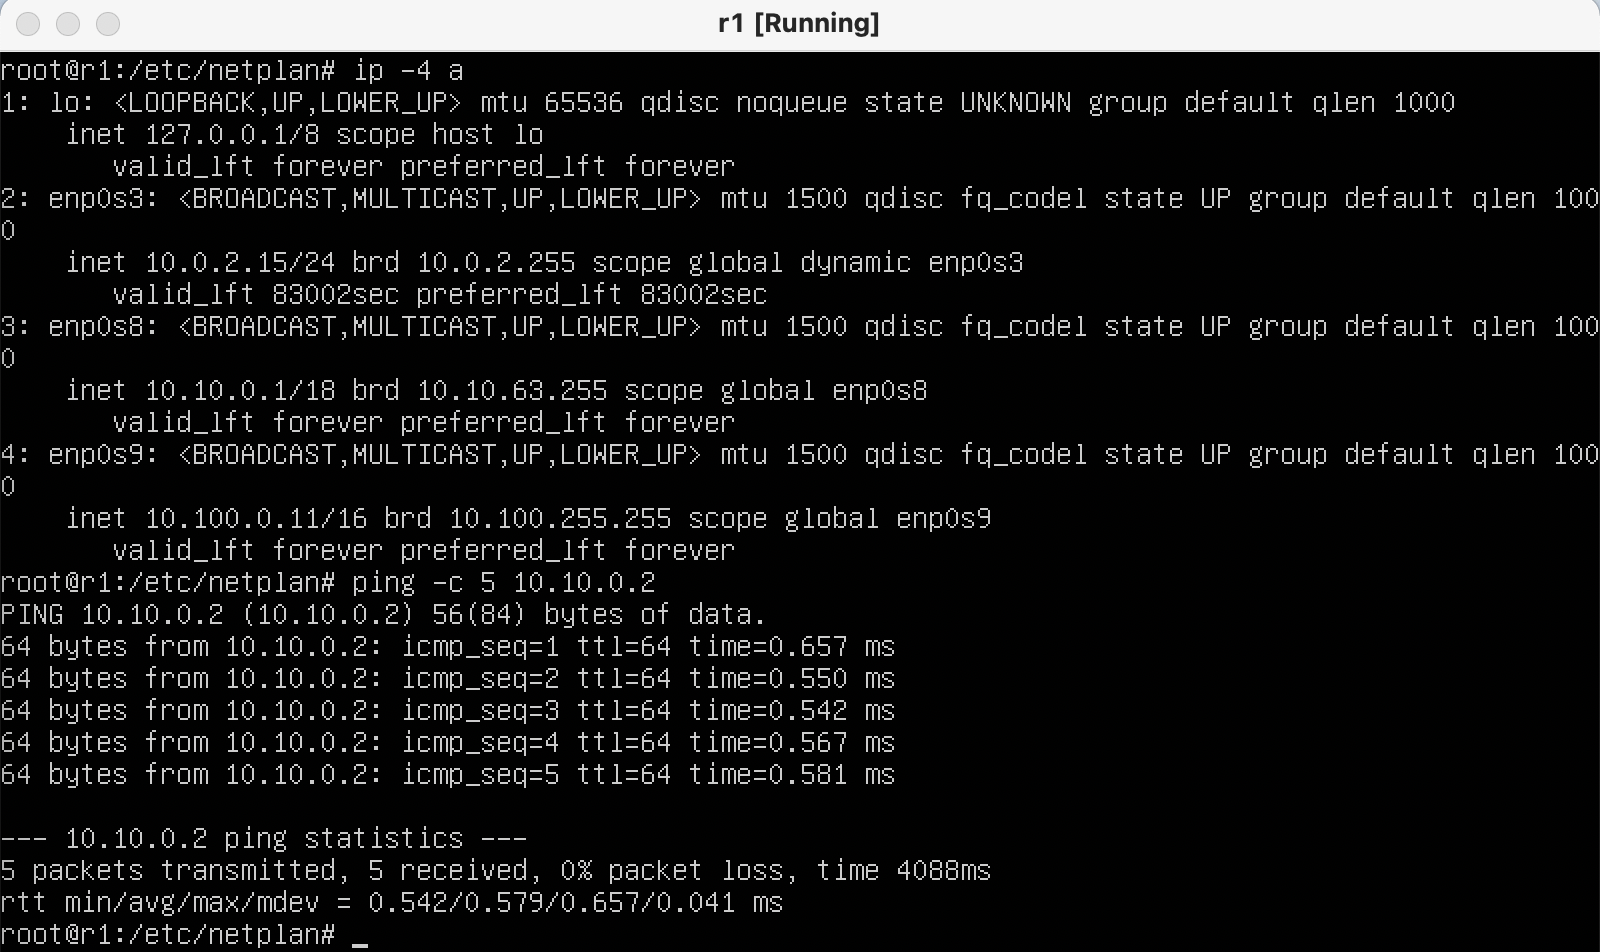 r1 [Running]
root@r1:/etc/netplan# ip -4 a
1: lo: <LOOPBACK,UP,LOWER_UP> mtu 65536 qdisc noqueue state UNKNOWN group default qlen 1000
    inet 127.0.0.1/8 scope host lo
       valid_lft forever preferred_lft forever
2: enp0s3: <BROADCAST,MULTICAST,UP,LOWER_UP> mtu 1500 qdisc fq_codel state UP group default qlen 100
0
    inet 10.0.2.15/24 brd 10.0.2.255 scope global dynamic enp0s3
       valid_lft 83002sec preferred_lft 83002sec
3: enp0s8: <BROADCAST,MULTICAST,UP,LOWER_UP> mtu 1500 qdisc fq_codel state UP group default qlen 100
0
    inet 10.10.0.1/18 brd 10.10.63.255 scope global enp0s8
       valid_lft forever preferred_lft forever
4: enp0s9: <BROADCAST,MULTICAST,UP,LOWER_UP> mtu 1500 qdisc fq_codel state UP group default qlen 100
0
    inet 10.100.0.11/16 brd 10.100.255.255 scope global enp0s9
       valid_lft forever preferred_lft forever
root@r1:/etc/netplan# ping -c 5 10.10.0.2
PING 10.10.0.2 (10.10.0.2) 56(84) bytes of data.
64 bytes from 10.10.0.2: icmp_seq=1 ttl=64 time=0.657 ms
64 bytes from 10.10.0.2: icmp_seq=2 ttl=64 time=0.550 ms
64 bytes from 10.10.0.2: icmp_seq=3 ttl=64 time=0.542 ms
64 bytes from 10.10.0.2: icmp_seq=4 ttl=64 time=0.567 ms
64 bytes from 10.10.0.2: icmp_seq=5 ttl=64 time=0.581 ms

--- 10.10.0.2 ping statistics ---
5 packets transmitted, 5 received, 0% packet loss, time 4088ms
rtt min/avg/max/mdev = 0.542/0.579/0.657/0.041 ms
root@r1:/etc/netplan# _